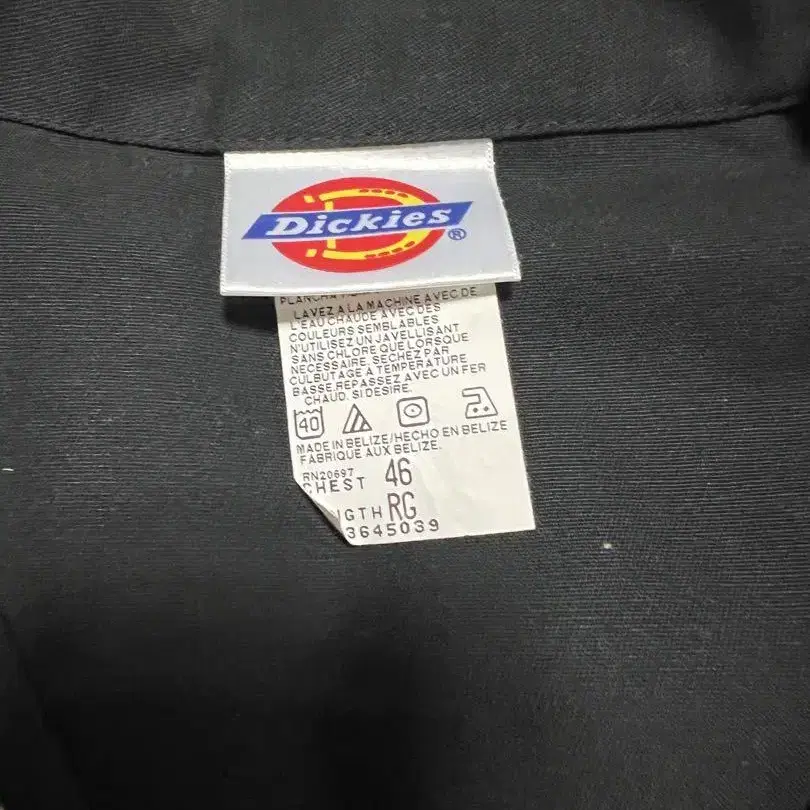 Dickies®
LAVEZ A LA MACHINE AVEC DE
L'EAU CHAUDE AVEC DES
COULEURS SEMBLABLES
N'UTILISEZ UN JAVELLISANT
SANS CHLORE QUE LORSQUE
NECESSAIRE. SECHEZ PAR
CULBUTAGE A TEMPERATURE
BASSE.REPASSEZ AVEC UN FER
CHAUD. SI DESIRE.
40
MADE IN BELIZE/HECHO EN BELIZE
FABRIQUE AUX BELIZE.
RN20697
CHEST 46
GTH RG
3645039